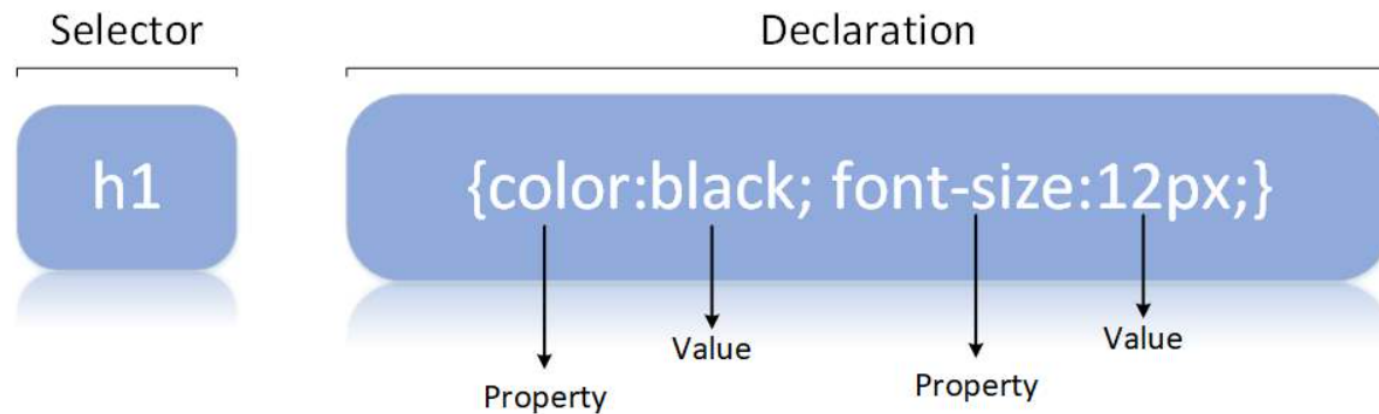 Selector
Declaration
h1
{color:black; font-size:12px;}
Property
Value
Property
Value